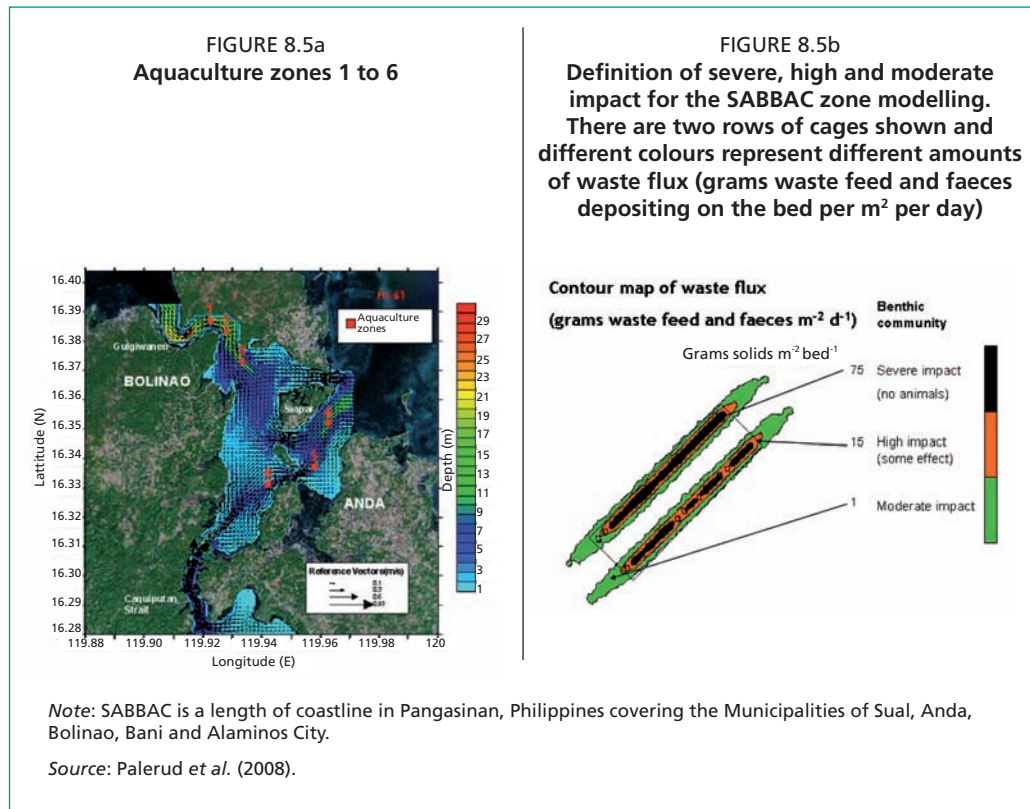 FIGURE 8.5a
Aquaculture zones 1 to 6
16.40
16.39
16.38
16.37
16.36
16.35
16.34
16.33
16.32
16.31
16.30
16.29
16.28
Lattitude (N)
119.88
119.90
119.92
119.94
119.96
119.98
120
Longitude (E)
BOLINAO
ANDA
Caquiputan
Strait
Aquaculture
zones
Reference Vectors(m/s)
29
27
25
23
21
19
17
15
13
11
9
7
5
3
1
Depth (m)
FIGURE 8.5b
Definition of severe, high and moderate
impact for the SABBAC zone modelling.
There are two rows of cages shown and
different colours represent different amounts
of waste flux (grams waste feed and faeces
depositing on the bed per m² per day)
Contour map of waste flux
(grams waste feed and faeces m⁻² d⁻¹)
Benthic
community
Grams solids m⁻² bed⁻¹
75 Severe impact
(no animals)
15 High impact
(some effect)
1 Moderate impact
Note: SABBAC is a length of coastline in Pangasinan, Philippines covering the Municipalities of Sual, Anda,
Bolinao, Bani and Alaminos City.
Source: Palerud et al. (2008).